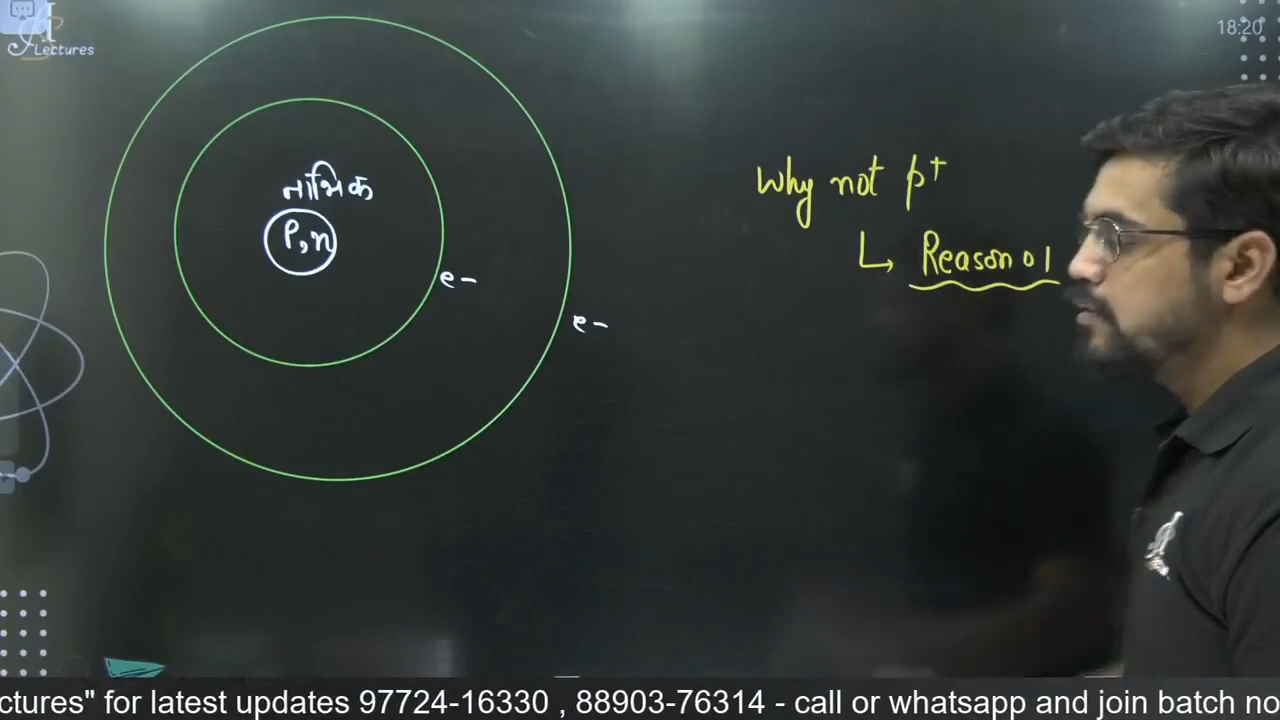 Lectures
18:20
नाभिक
P,n
e-
e-
Why not p+
↳ Reason 01
ctures" for latest updates 97724-16330 , 88903-76314 - call or whatsapp and join batch no